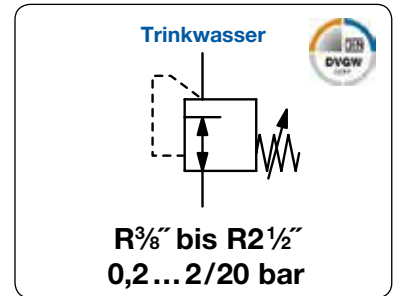 Trinkwasser
DVGW
R⅜˝ bis R2½˝
0,2...2/20 bar